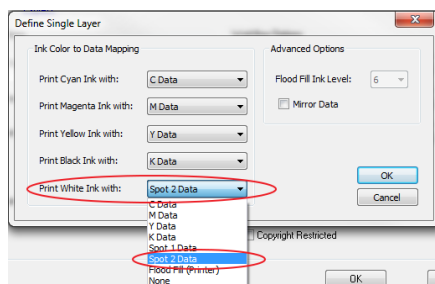 Define Single Layer
Ink Color to Data Mapping
Advanced Options
Print Cyan Ink with: C Data
Flood Fill Ink Level: 6
Print Magenta Ink with: M Data
Mirror Data
Print Yellow Ink with: Y Data
Print Black Ink with: K Data
OK
Print White Ink with: Spot 2 Data
Cancel
C Data
M Data
Y Data
K Data
Copyright Restricted
Spot 1 Data
Spot 2 Data
Flood Fill (Printer)
None
OK